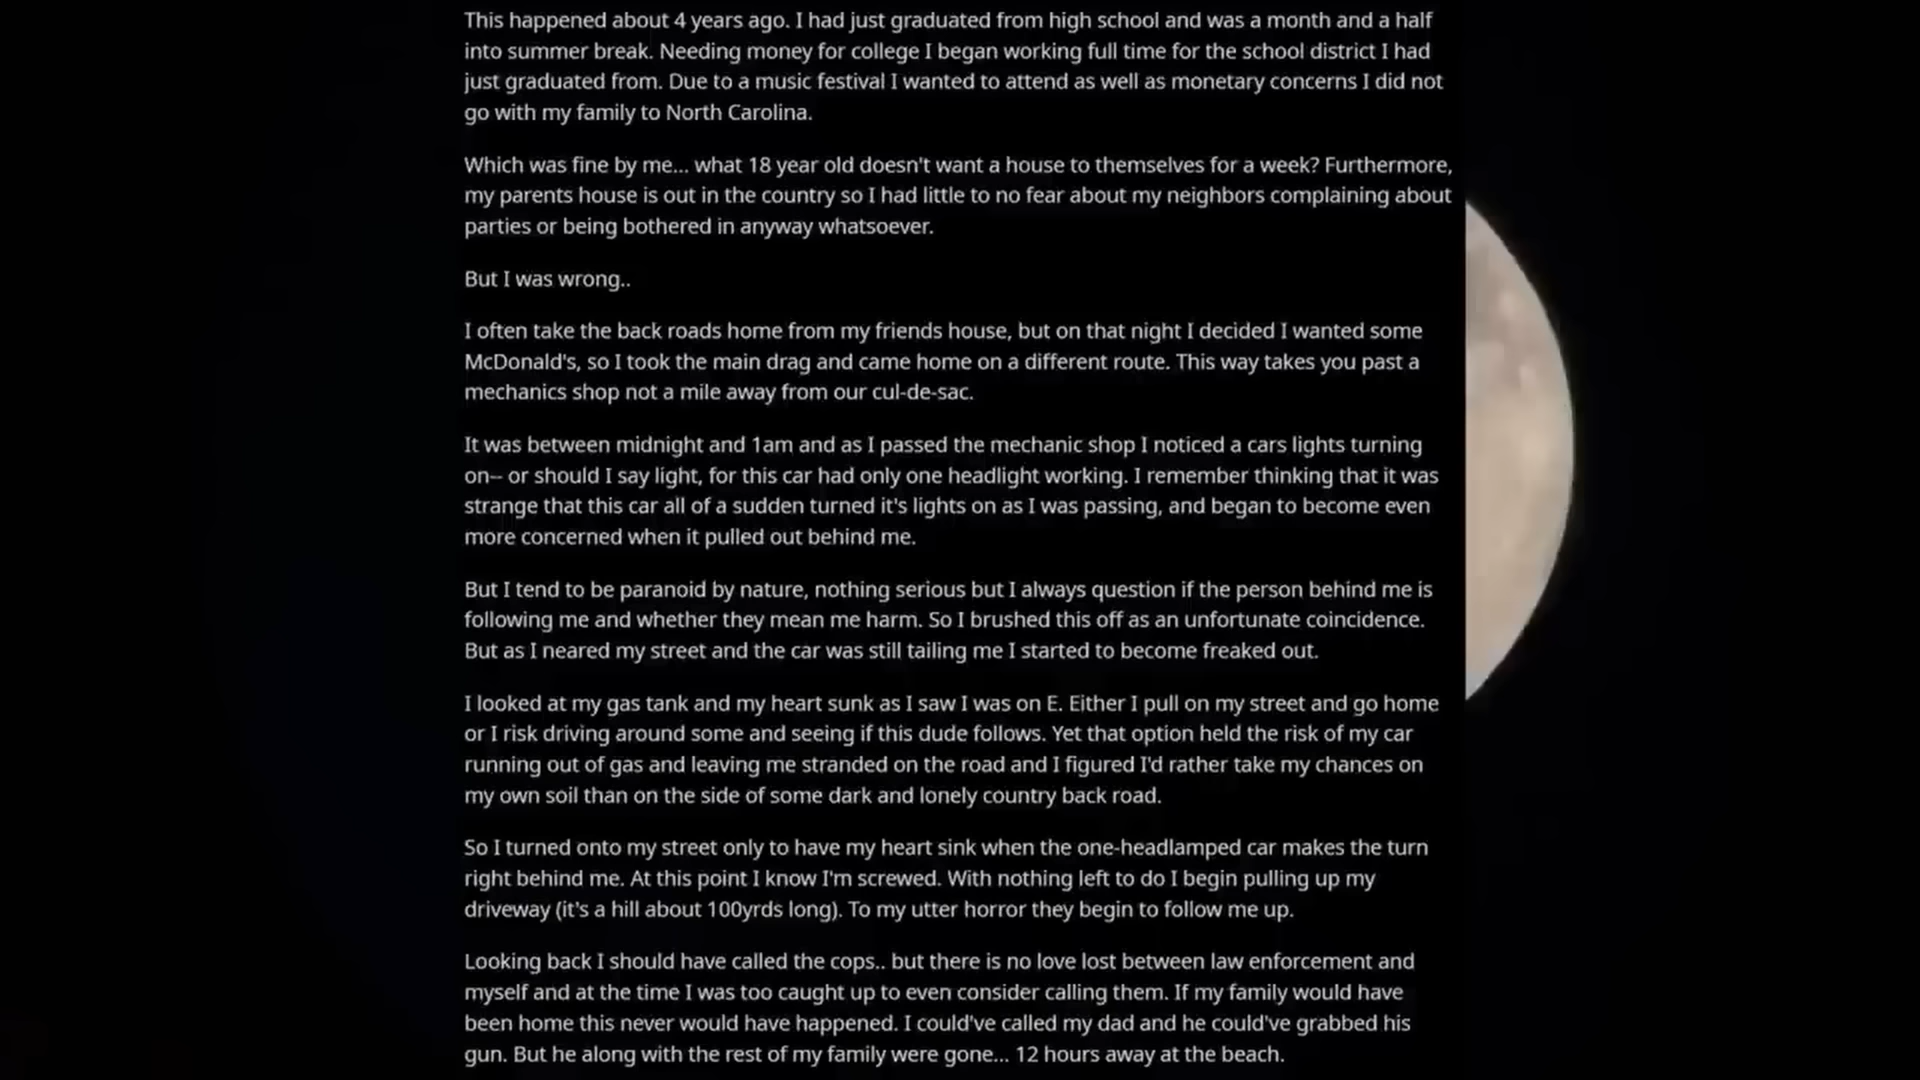 This happened about 4 years ago. I had just graduated from high school and was a month and a half
into summer break. Needing money for college I began working full time for the school district I had
just graduated from. Due to a music festival I wanted to attend as well as monetary concerns I did not
go with my family to North Carolina.
Which was fine by me... what 18 year old doesn't want a house to themselves for a week? Furthermore,
my parents house is out in the country so I had little to no fear about my neighbors complaining about
parties or being bothered in anyway whatsoever.
But I was wrong..
I often take the back roads home from my friends house, but on that night I decided I wanted some
McDonald's, so I took the main drag and came home on a different route. This way takes you past a
mechanics shop not a mile away from our cul-de-sac.
It was between midnight and 1am and as I passed the mechanic shop I noticed a cars lights turning
on-- or should I say light, for this car had only one headlight working. I remember thinking that it was
strange that this car all of a sudden turned it's lights on as I was passing, and began to become even
more concerned when it pulled out behind me.
But I tend to be paranoid by nature, nothing serious but I always question if the person behind me is
following me and whether they mean me harm. So I brushed this off as an unfortunate coincidence.
But as I neared my street and the car was still tailing me I started to become freaked out.
I looked at my gas tank and my heart sunk as I saw I was on E. Either I pull on my street and go home
or I risk driving around some and seeing if this dude follows. Yet that option held the risk of my car
running out of gas and leaving me stranded on the road and I figured I'd rather take my chances on
my own soil than on the side of some dark and lonely country back road.
So I turned onto my street only to have my heart sink when the one-headlamped car makes the turn
right behind me. At this point I know I'm screwed. With nothing left to do I begin pulling up my
driveway (it's a hill about 100yrds long). To my utter horror they begin to follow me up.
Looking back I should have called the cops.. but there is no love lost between law enforcement and
myself and at the time I was too caught up to even consider calling them. If my family would have
been home this never would have happened. I could've called my dad and he could've grabbed his
gun. But he along with the rest of my family were gone... 12 hours away at the beach.